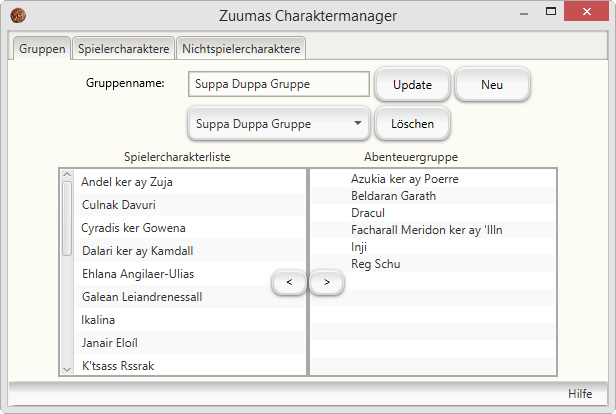 Zuumas Charaktermanager
Gruppen Spielercharaktere Nichtspielercharaktere
Gruppenname: Suppa Duppa Gruppe Update Neu
Suppa Duppa Gruppe Löschen
Spielercharakterliste Abenteuergruppe
Andel ker ay Zuja
Culnak Davuri
Cyradis ker Gowena
Dalari ker ay Kamdall
Ehlana Angilaer-Ulias
Galean Leiandrenessall
Ikalina
Janair Eloíl
K'tsass Rssrak
< >
Azukia ker ay Poerre
Beldaran Garath
Dracul
Facharall Meridon ker ay 'Illn
Inji
Reg Schu
Hilfe